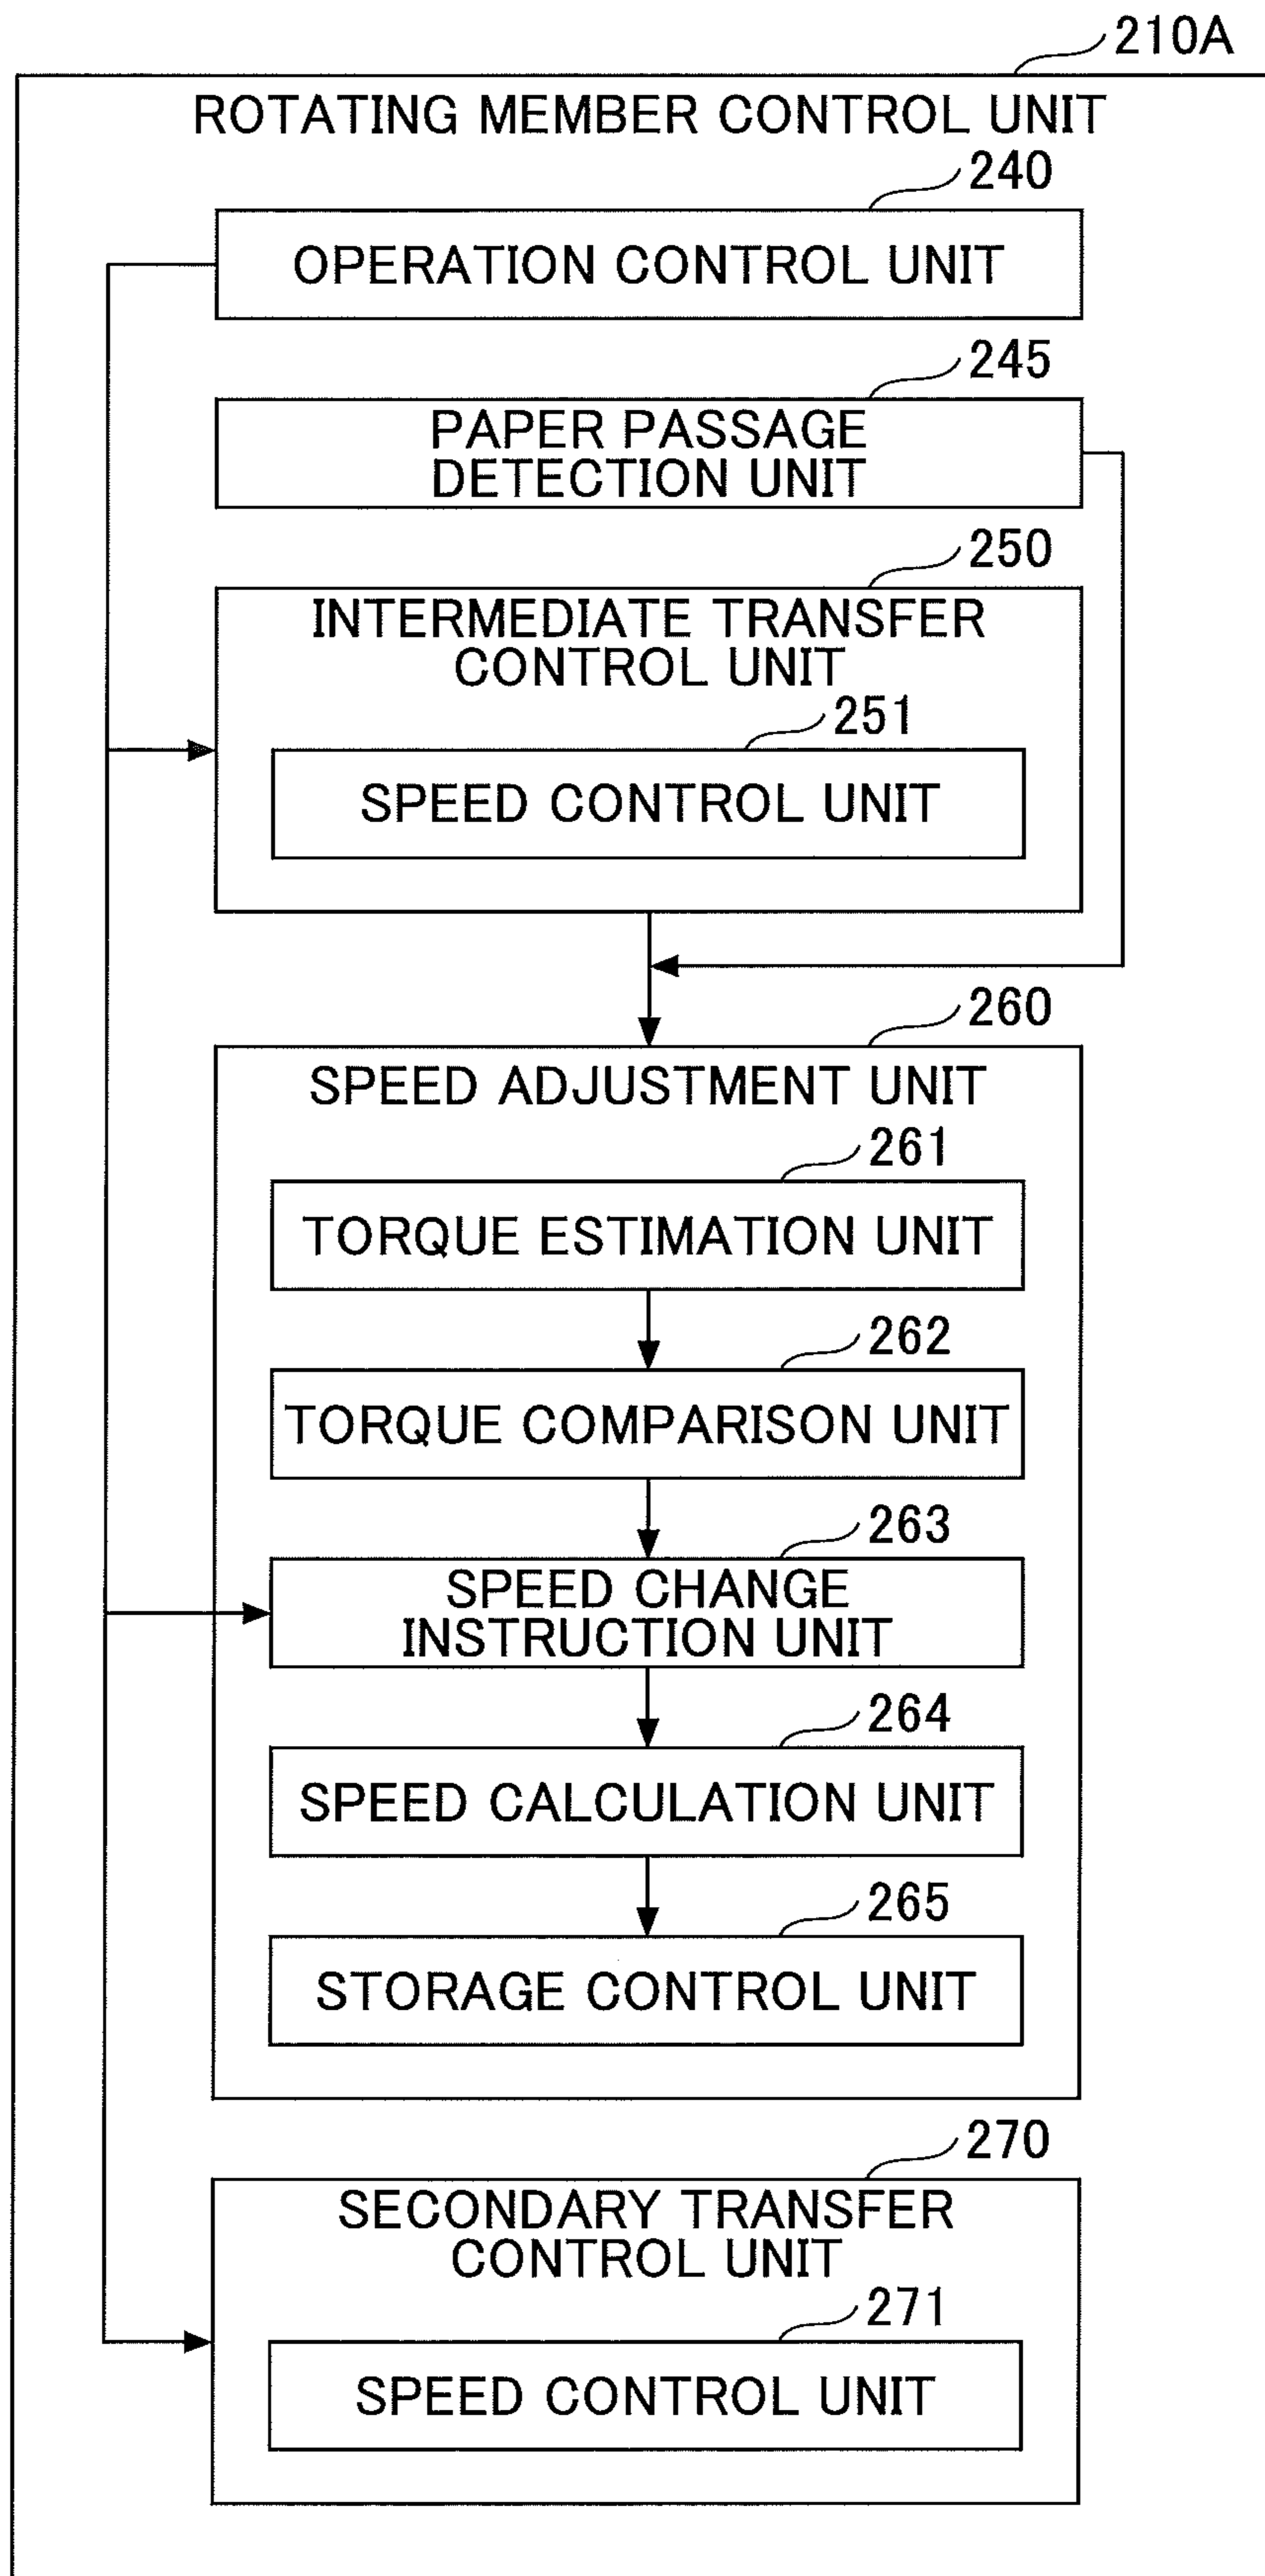 210A
ROTATING MEMBER CONTROL UNIT
240
OPERATION CONTROL UNIT
245
PAPER PASSAGE
DETECTION UNIT
250
INTERMEDIATE TRANSFER
CONTROL UNIT
251
SPEED CONTROL UNIT
260
SPEED ADJUSTMENT UNIT
261
TORQUE ESTIMATION UNIT
262
TORQUE COMPARISON UNIT
263
SPEED CHANGE
INSTRUCTION UNIT
264
SPEED CALCULATION UNIT
265
STORAGE CONTROL UNIT
270
SECONDARY TRANSFER
CONTROL UNIT
271
SPEED CONTROL UNIT